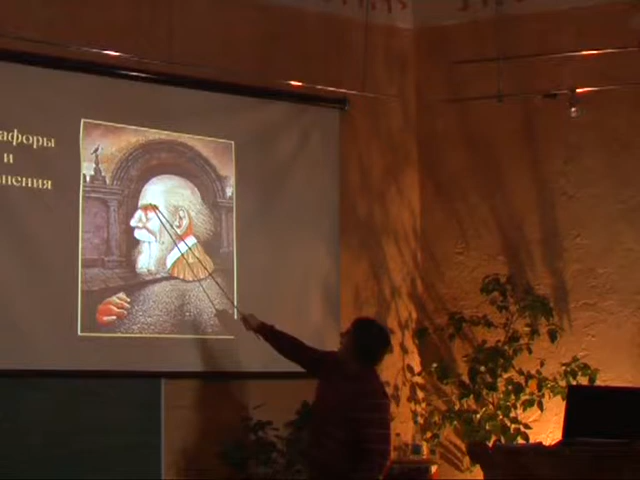 афоры
и
нения